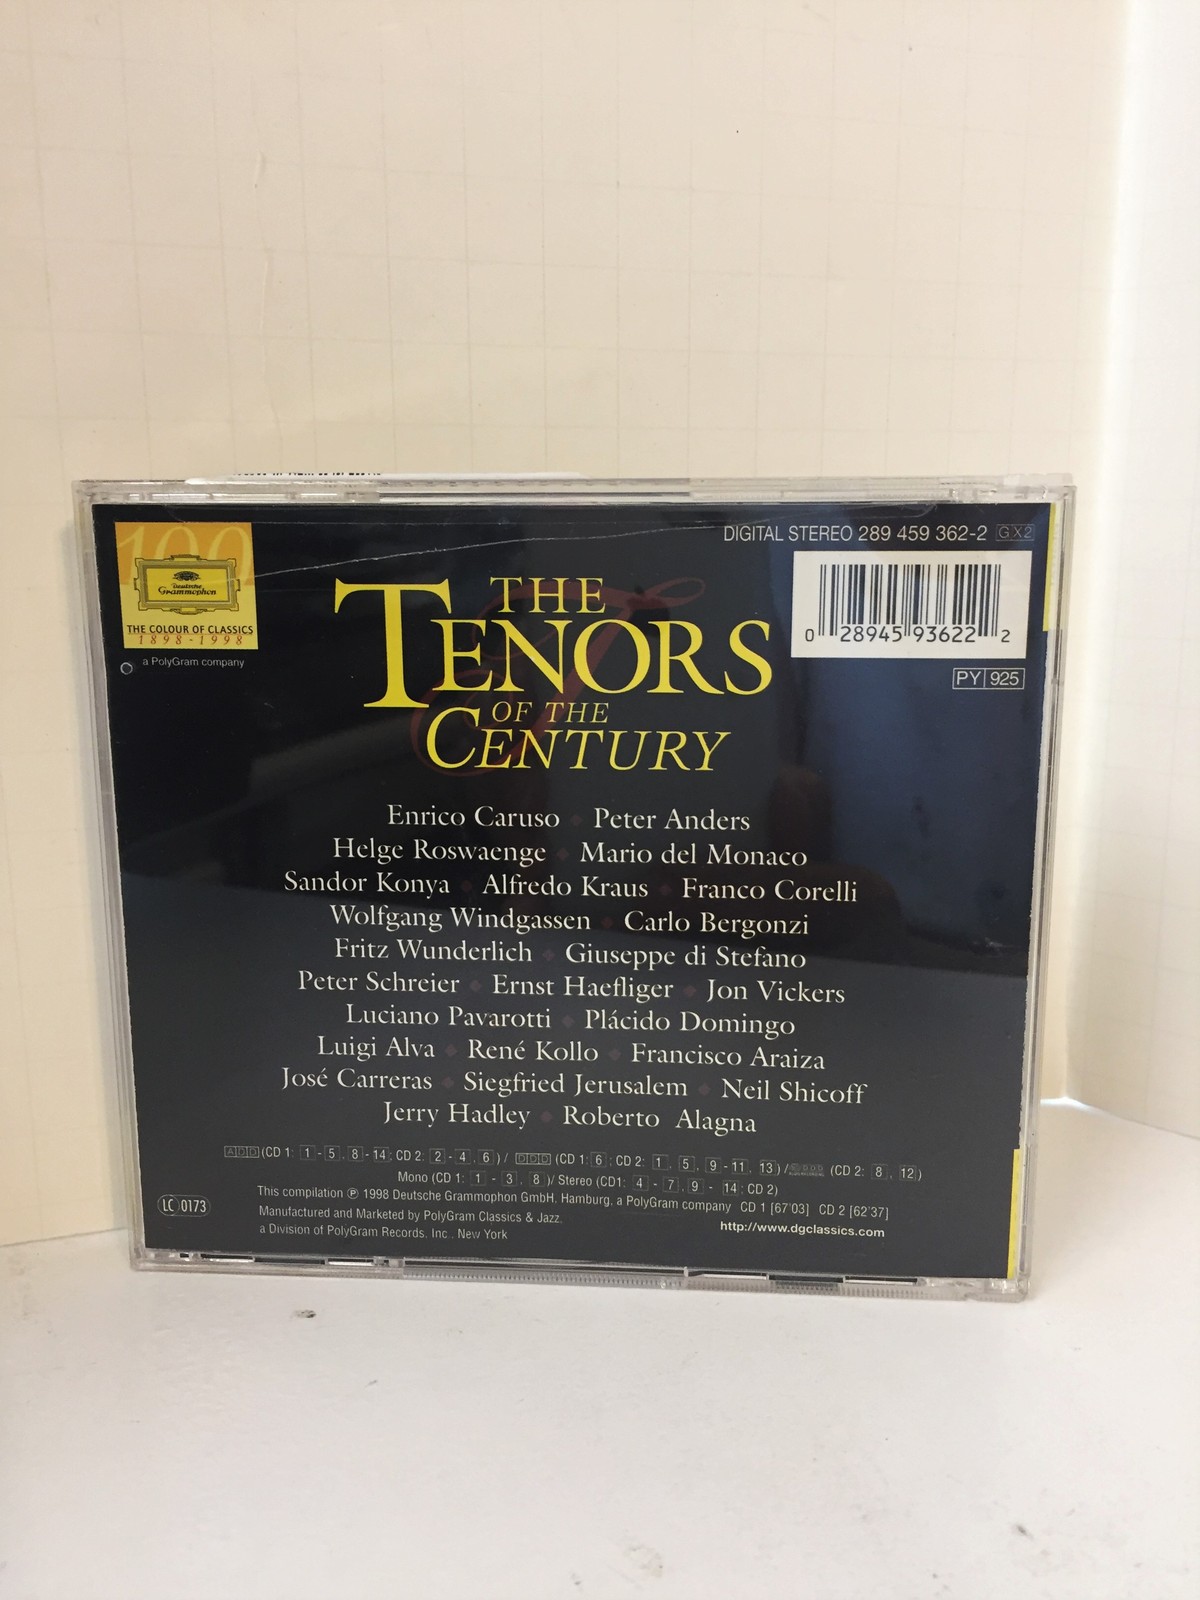 100
Deutsche
Grammophon
THE COLOUR OF CLASSICS
1898-1998
a PolyGram company
DIGITAL STEREO 289 459 362-2 GX2
0 28945 93622 2
PY 925
THE
TENORS
OF THE
CENTURY
Enrico Caruso Peter Anders
Helge Roswaenge Mario del Monaco
Sandor Konya Alfredo Kraus Franco Corelli
Wolfgang Windgassen Carlo Bergonzi
Fritz Wunderlich Giuseppe di Stefano
Peter Schreier Ernst Haefliger Jon Vickers
Luciano Pavarotti Plácido Domingo
Luigi Alva René Kollo Francisco Araiza
José Carreras Siegfried Jerusalem Neil Shicoff
Jerry Hadley Roberto Alagna
ADD (CD 1: 1 - 5, 8 - 14; CD 2: 2 - 4, 6) / DDD (CD 1: 6; CD 2: 1, 5, 9 - 11, 13) / DDD (CD 2: 8, 12)
Mono (CD 1: 1 - 3, 8)/ Stereo (CD1: 4 - 7, 9 - 14; CD 2)
This compilation ℗ 1998 Deutsche Grammophon GmbH, Hamburg, a PolyGram company CD 1 [67'03] CD 2 [62'37]
LC 0173
Manufactured and Marketed by PolyGram Classics & Jazz,
a Division of PolyGram Records, Inc., New York
http://www.dgclassics.com